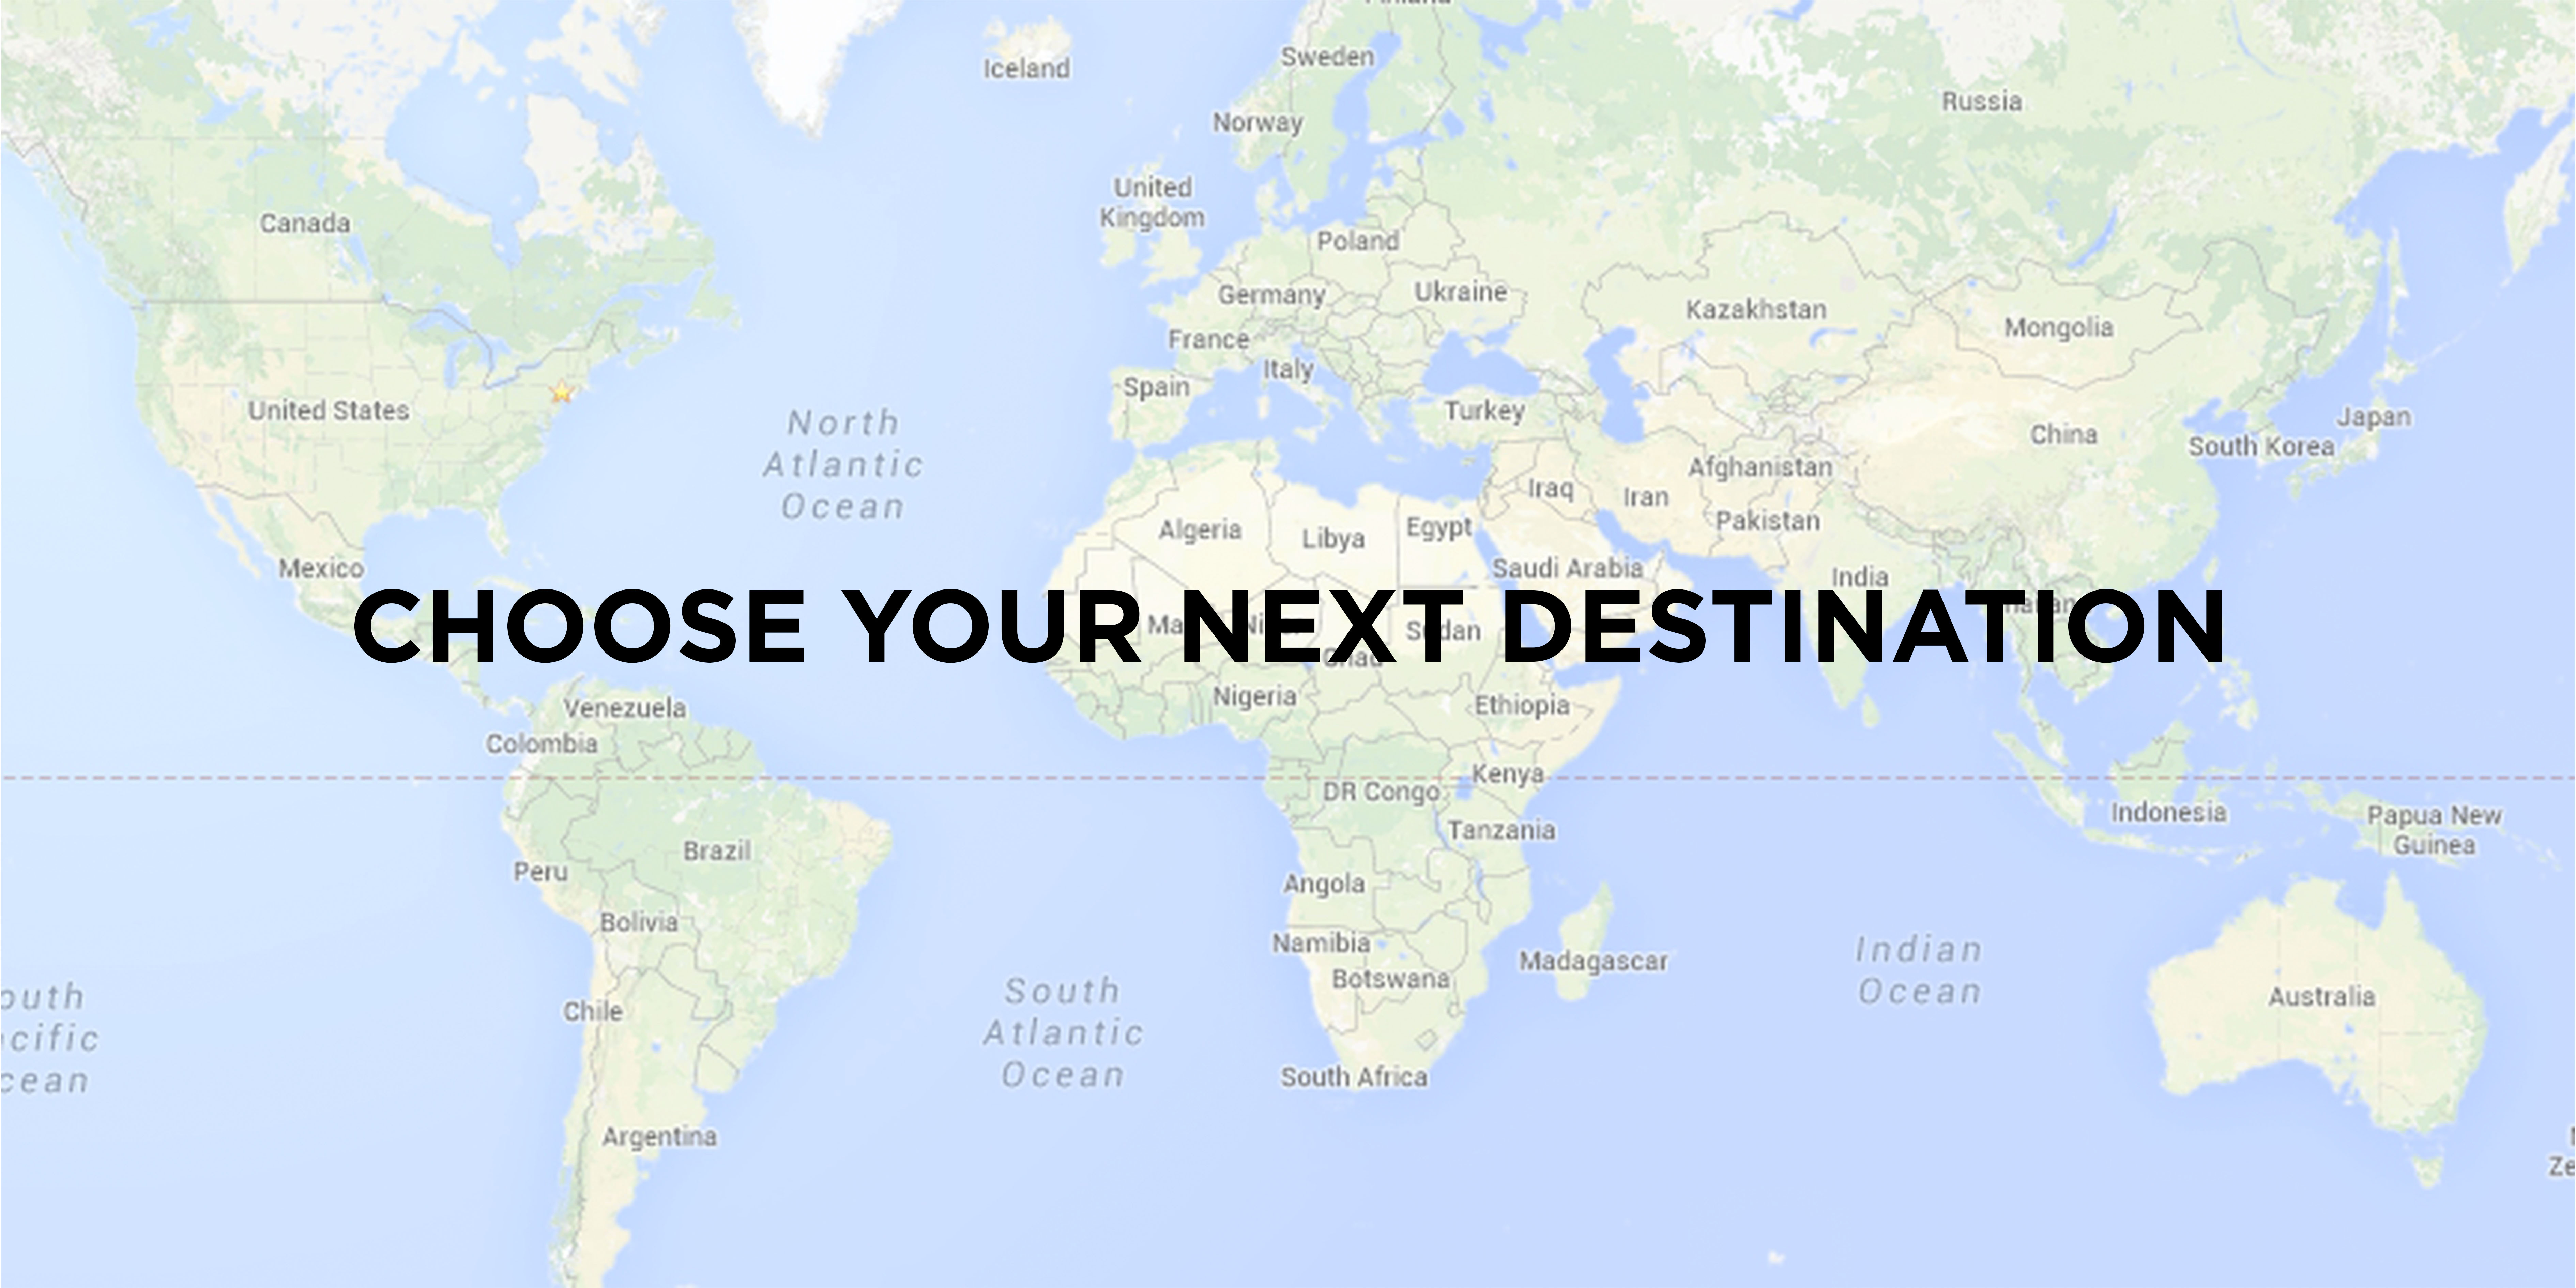 Iceland
Sweden
Norway
Russia
United
Kingdom
Canada
Poland
Germany
Ukraine
Kazakhstan
Mongolia
France
Italy
Spain
United States
Turkey
Japan
China
South Korea
North
Atlantic
Ocean
Afghanistan
Iraq
Iran
Pakistan
Algeria
Libya
Egypt
Mexico
Saudi Arabia
India
CHOOSE YOUR NEXT DESTINATION
Sudan
Nigeria
Ethiopia
Venezuela
Colombia
Kenya
DR Congo
Tanzania
Indonesia
Papua New
Guinea
Brazil
Peru
Angola
Bolivia
Namibia
Botswana
Madagascar
Indian
Ocean
Chile
South
Atlantic
Ocean
Australia
outh
cific
cean
South Africa
Argentina
Ze